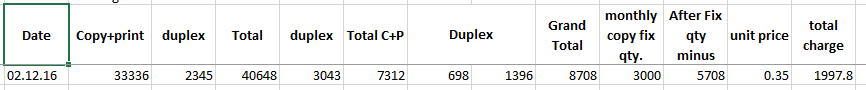 Date Copy+print duplex Total duplex Total C+P Duplex Grand Total monthly copy fix qty. After Fix qty minus unit price total charge
02.12.16 33336 2345 40648 3043 7312 698 1396 8708 3000 5708 0.35 1997.8